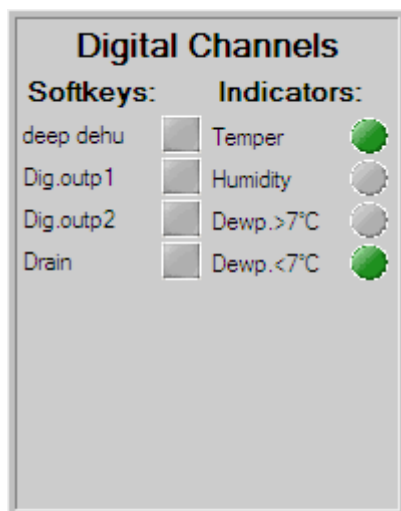 Digital Channels
Softkeys: Indicators:
deep dehu Temper
Dig.outp1 Humidity
Dig.outp2 Dewp.>7°C
Drain Dewp.<7°C